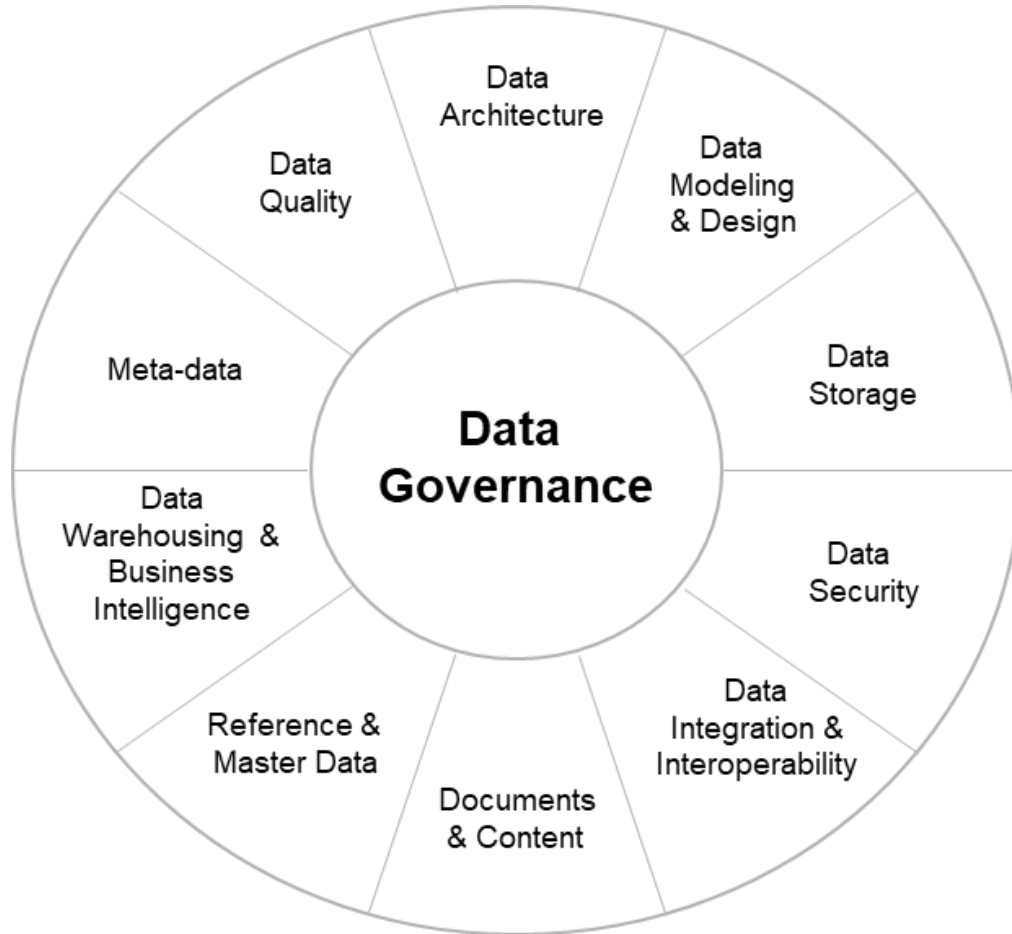 Data
Architecture
Data
Modeling
& Design
Data
Storage
Data
Security
Data
Integration &
Interoperability
Documents
& Content
Reference &
Master Data
Data
Warehousing &
Business
Intelligence
Meta-data
Data
Quality
Data
Governance